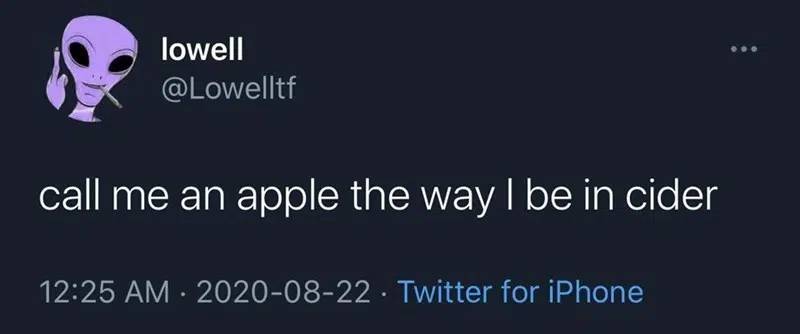 lowell
@Lowelltf
call me an apple the way I be in cider
12:25 AM · 2020-08-22 · Twitter for iPhone